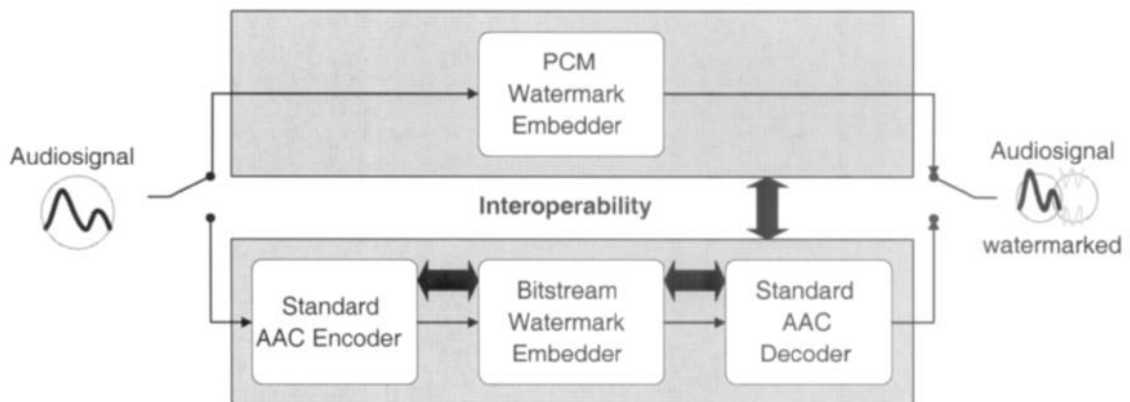 PCM
Watermark
Embedder
Audiosignal
Audiosignal
watermarked
Interoperability
Standard
AAC Encoder
Bitstream
Watermark
Embedder
Standard
AAC
Decoder